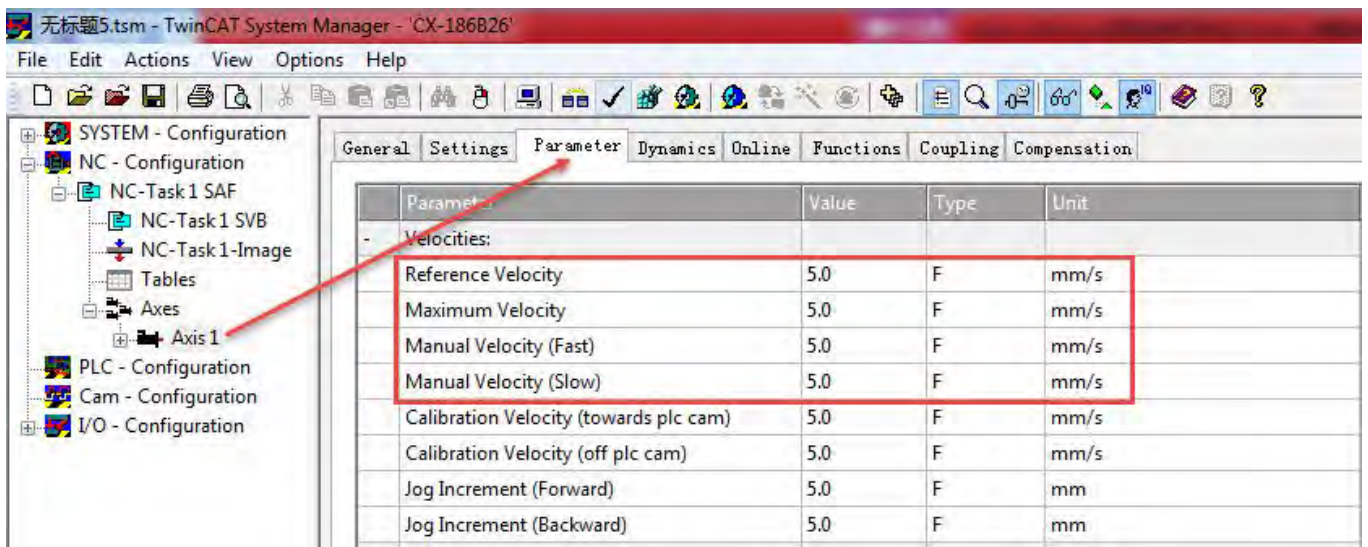 无标题5.tsm - TwinCAT System Manager - 'CX-186B26'
File Edit Actions View Options Help
SYSTEM - Configuration
NC - Configuration
NC-Task 1 SAF
NC-Task 1 SVB
NC-Task 1-Image
Tables
Axes
Axis 1
PLC - Configuration
Cam - Configuration
I/O - Configuration
General Settings Parameter Dynamics Online Functions Coupling Compensation
Parameter Value Type Unit
- Velocities:
Reference Velocity 5.0 F mm/s
Maximum Velocity 5.0 F mm/s
Manual Velocity (Fast) 5.0 F mm/s
Manual Velocity (Slow) 5.0 F mm/s
Calibration Velocity (towards plc cam) 5.0 F mm/s
Calibration Velocity (off plc cam) 5.0 F mm/s
Jog Increment (Forward) 5.0 F mm
Jog Increment (Backward) 5.0 F mm